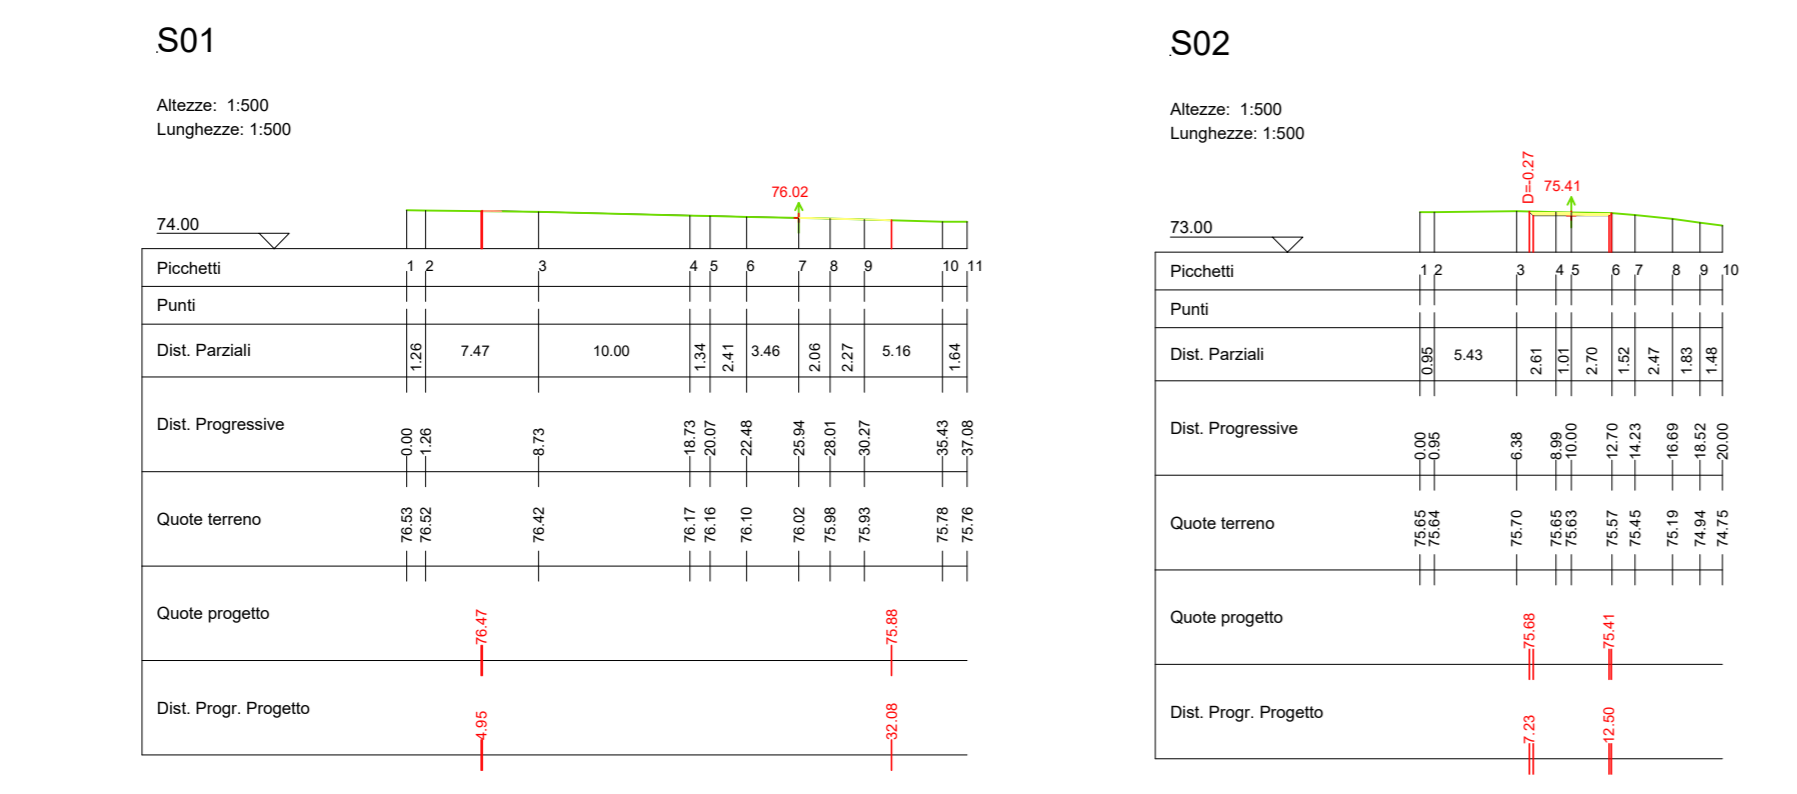 S01
Altezze: 1:500
Lunghezze: 1:500
76.02
74.00
Picchetti 1 2 3 4 5 6 7 8 9 10 11
Punti
Dist. Parziali 1.26 7.47 10.00 1.34 2.41 3.46 2.06 2.27 5.16 1.64
Dist. Progressive 0.00 1.26 8.73 18.73 20.07 22.48 25.94 28.01 30.27 35.43 37.08
Quote terreno 76.53 76.52 76.42 76.17 76.16 76.10 76.02 75.98 75.93 75.78 75.76
Quote progetto 76.47 75.88
Dist. Progr. Progetto 4.95 32.08
S02
Altezze: 1:500
Lunghezze: 1:500
D=-0.27 75.41
73.00
Picchetti 1 2 3 4 5 6 7 8 9 10
Punti
Dist. Parziali 0.95 5.43 2.61 1.01 2.70 1.52 2.47 1.83 1.48
Dist. Progressive 0.00 0.95 6.38 8.99 10.00 12.70 14.23 16.69 18.52 20.00
Quote terreno 75.65 75.64 75.70 75.65 75.63 75.57 75.45 75.19 74.94 74.75
Quote progetto 75.68 75.41
Dist. Progr. Progetto 7.23 12.50